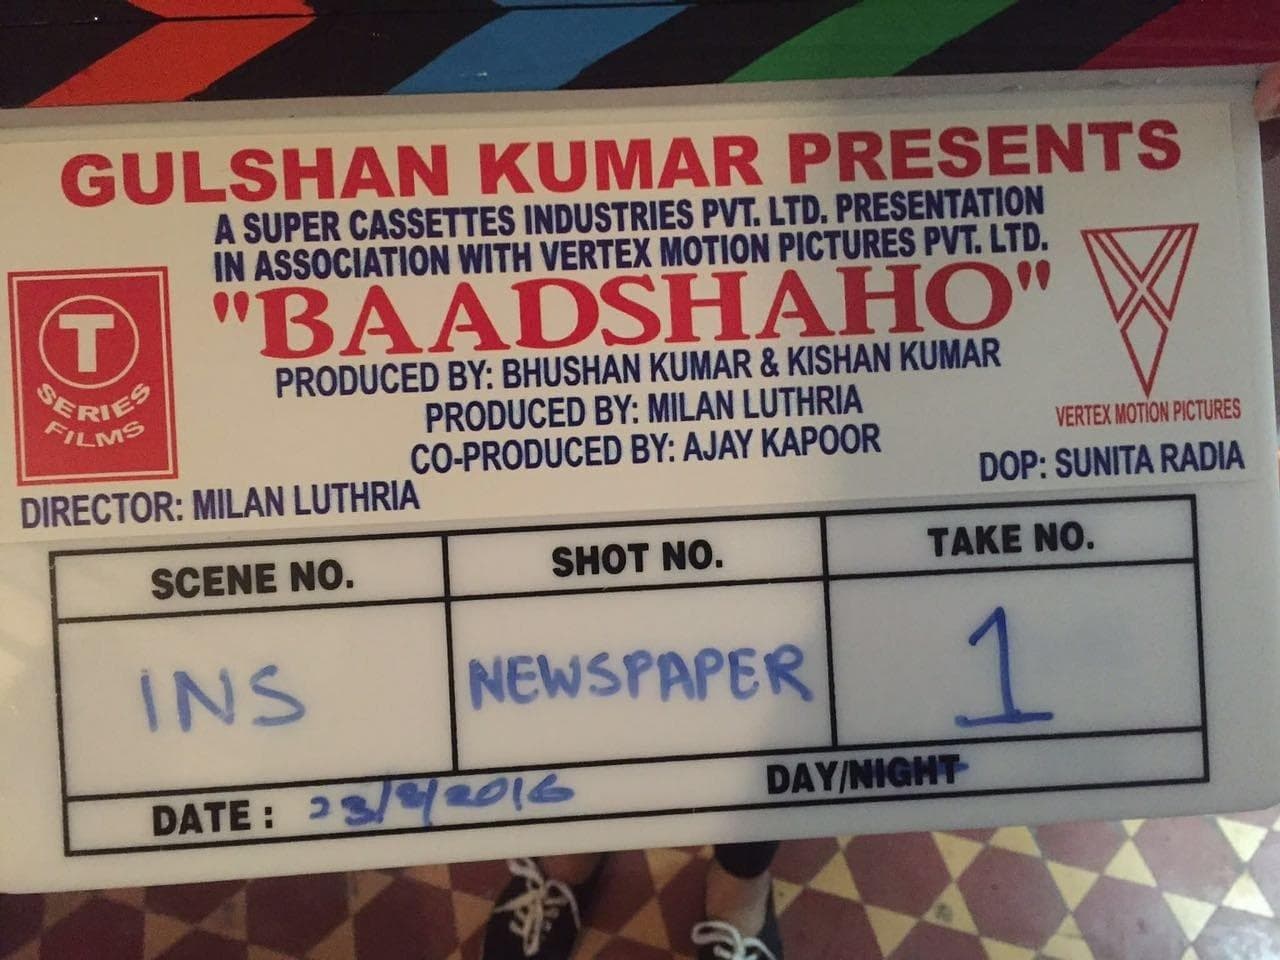 GULSHAN KUMAR PRESENTS
A SUPER CASSETTES INDUSTRIES PVT. LTD. PRESENTATION
IN ASSOCIATION WITH VERTEX MOTION PICTURES PVT. LTD.
"BAADSHAHO"
T
SERIES
FILMS
PRODUCED BY: BHUSHAN KUMAR & KISHAN KUMAR
PRODUCED BY: MILAN LUTHRIA
CO-PRODUCED BY: AJAY KAPOOR
VERTEX MOTION PICTURES
DIRECTOR: MILAN LUTHRIA
DOP: SUNITA RADIA
SCENE NO. SHOT NO. TAKE NO.
INS NEWSPAPER 1
DATE : 23/8/2016 DAY/NIGHT